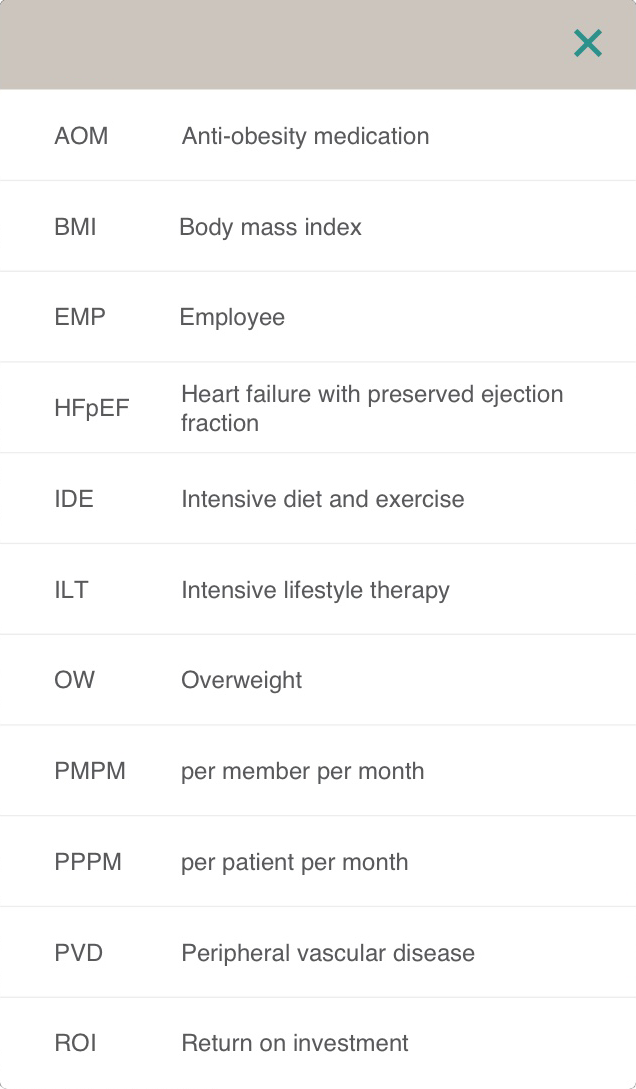 AOM Anti-obesity medication
BMI Body mass index
EMP Employee
HFpEF Heart failure with preserved ejection
fraction
IDE Intensive diet and exercise
ILT Intensive lifestyle therapy
OW Overweight
PMPM per member per month
PPPM per patient per month
PVD Peripheral vascular disease
ROI Return on investment